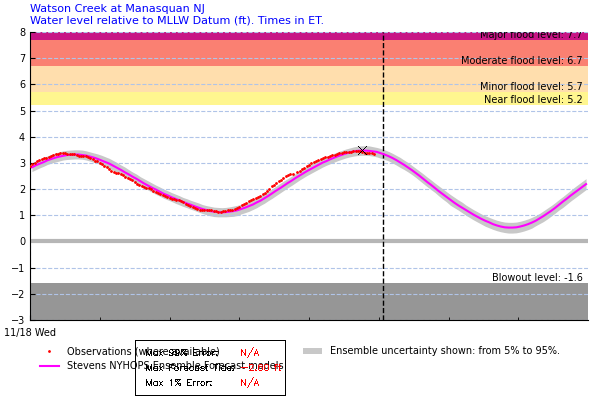 Watson Creek at Manasquan NJ
Water level relative to MLLW Datum (ft). Times in ET.
8
Major flood level: 7.7
7
Moderate flood level: 6.7
6
Minor flood level: 5.7
Near flood level: 5.2
5
4
3
2
1
0
−1
Blowout level: -1.6
−2
−3
11/18 Wed
Observations (where available)
Ensemble uncertainty shown: from 5% to 95%.
Stevens NYHOPS Ensemble Forecast models
Max Error: N/A
Max Forecast Tide: ft
Max 1% Error: N/A